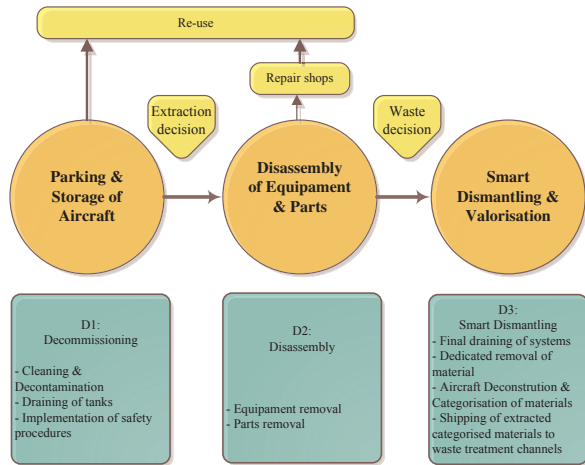 Re-use
Repair shops
Extraction
decision
Waste
decision
Parking &
Storage of
Aircraft
Disassembly
of Equipament
& Parts
Smart
Dismantling &
Valorisation
D1:
Decommissioning
- Cleaning &
Decontamination
- Draining of tanks
- Implementation of safety
procedures
D2:
Disassembly
- Equipament removal
- Parts removal
D3:
Smart Dismantling
- Final draining of systems
- Dedicated removal of
material
- Aircraft Deconstrution &
Categorisation of materials
- Shipping of extracted
categorised materials to
waste treatment channels